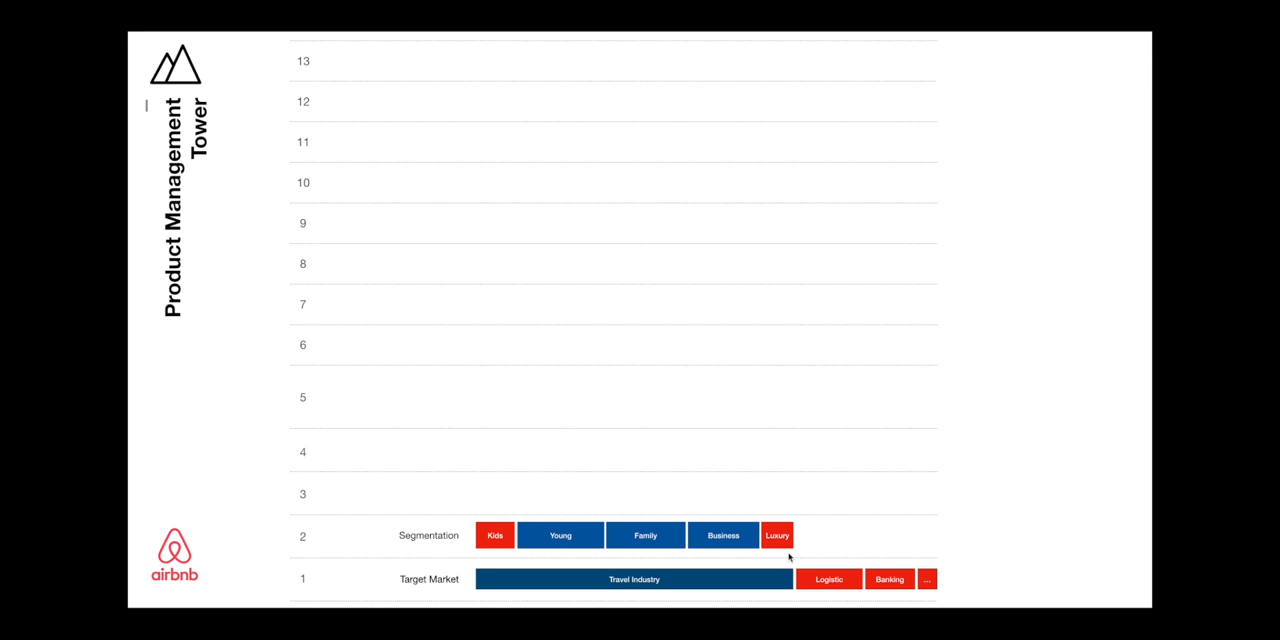 Product Management
Tower
13
12
11
10
9
8
7
6
5
4
3
2 Segmentation Kids Young Family Business Luxury
1 Target Market Travel Industry Logistic Banking ...
airbnb